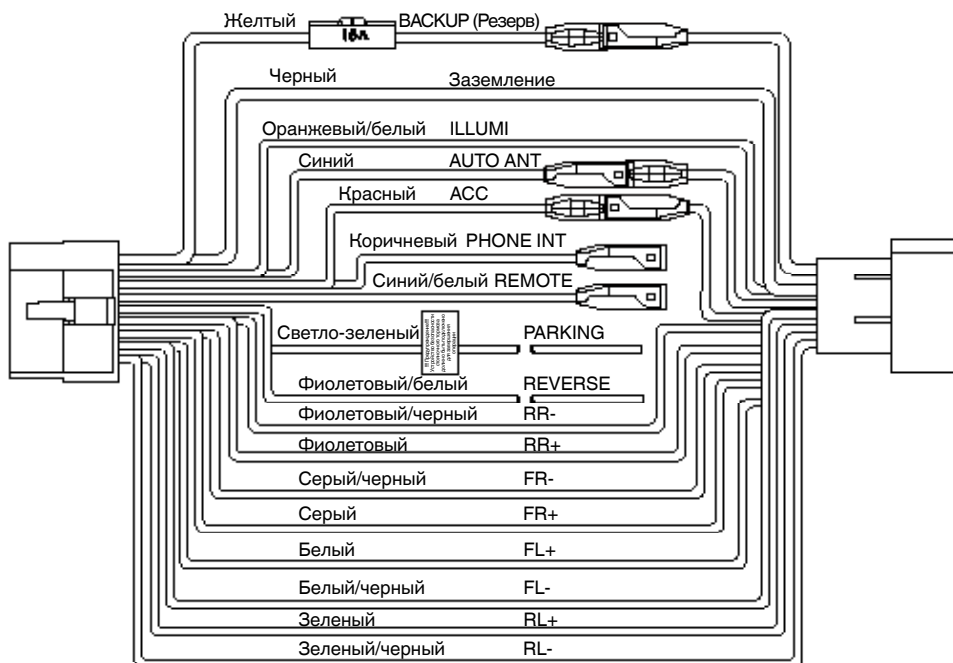 Желтый BACKUP (Резерв)
Черный Заземление
Оранжевый/белый ILLUMI
Синий AUTO ANT
Красный ACC
Коричневый PHONE INT
Синий/белый REMOTE
Светло-зеленый PARKING
Фиолетовый/белый REVERSE
Фиолетовый/черный RR-
Фиолетовый RR+
Серый/черный FR-
Серый FR+
Белый FL+
Белый/черный FL-
Зеленый RL+
Зеленый/черный RL-